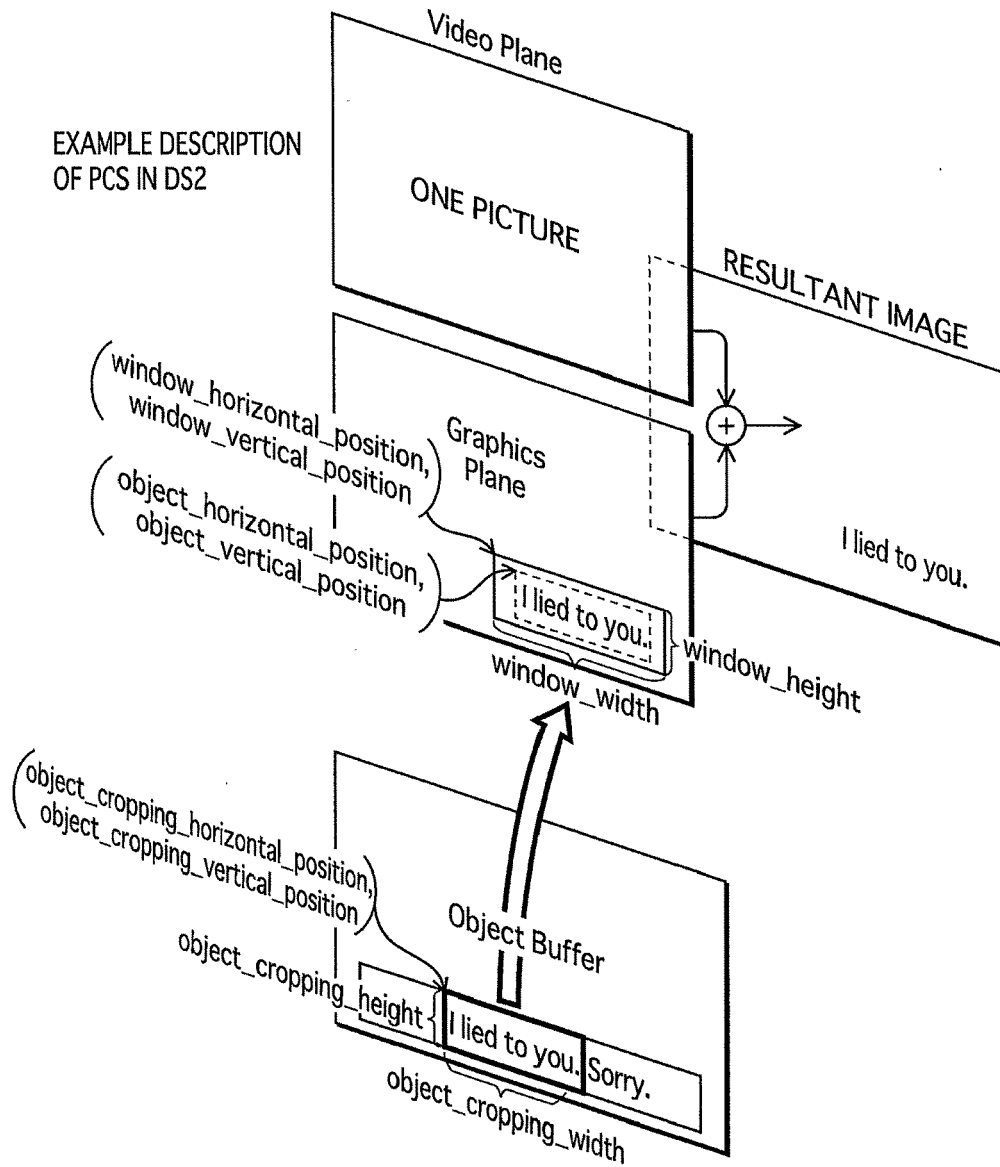 Video Plane
EXAMPLE DESCRIPTION
OF PCS IN DS2
ONE PICTURE
RESULTANT IMAGE
(window_horizontal_position,
window_vertical_position)
Graphics
Plane
+
(object_horizontal_position,
object_vertical_position)
I lied to you.
I lied to you.
window_height
window_width
(object_cropping_horizontal_position,
object_cropping_vertical_position)
Object Buffer
object_cropping_height
I lied to you. Sorry.
object_cropping_width